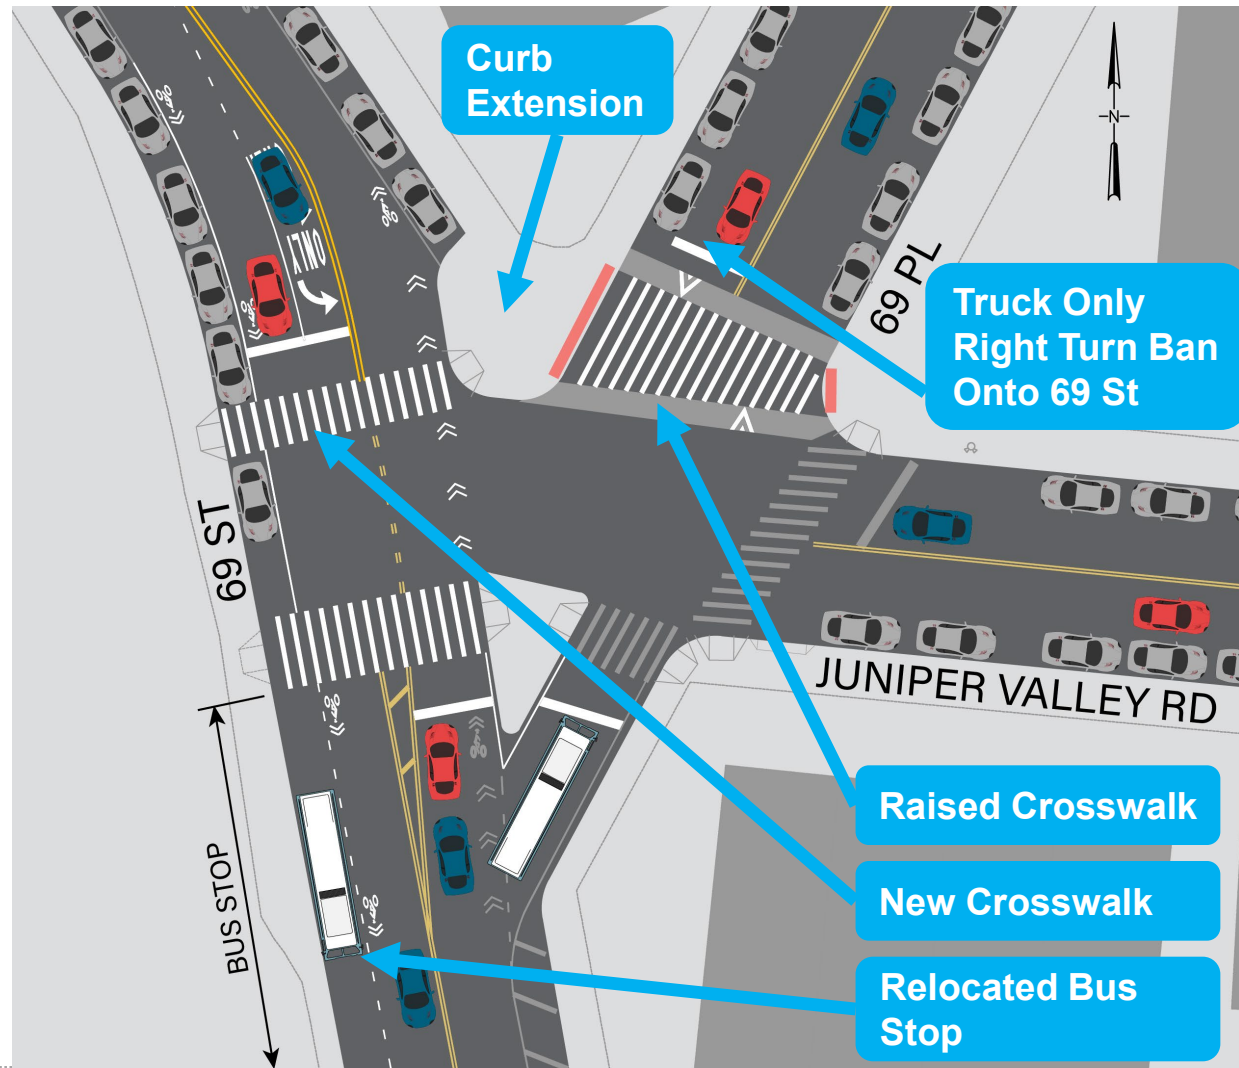 Curb
Extension
N
ONLY
69 PL
Truck Only
Right Turn Ban
Onto 69 St
69 ST
JUNIPER VALLEY RD
Raised Crosswalk
BUS STOP
New Crosswalk
Relocated Bus
Stop